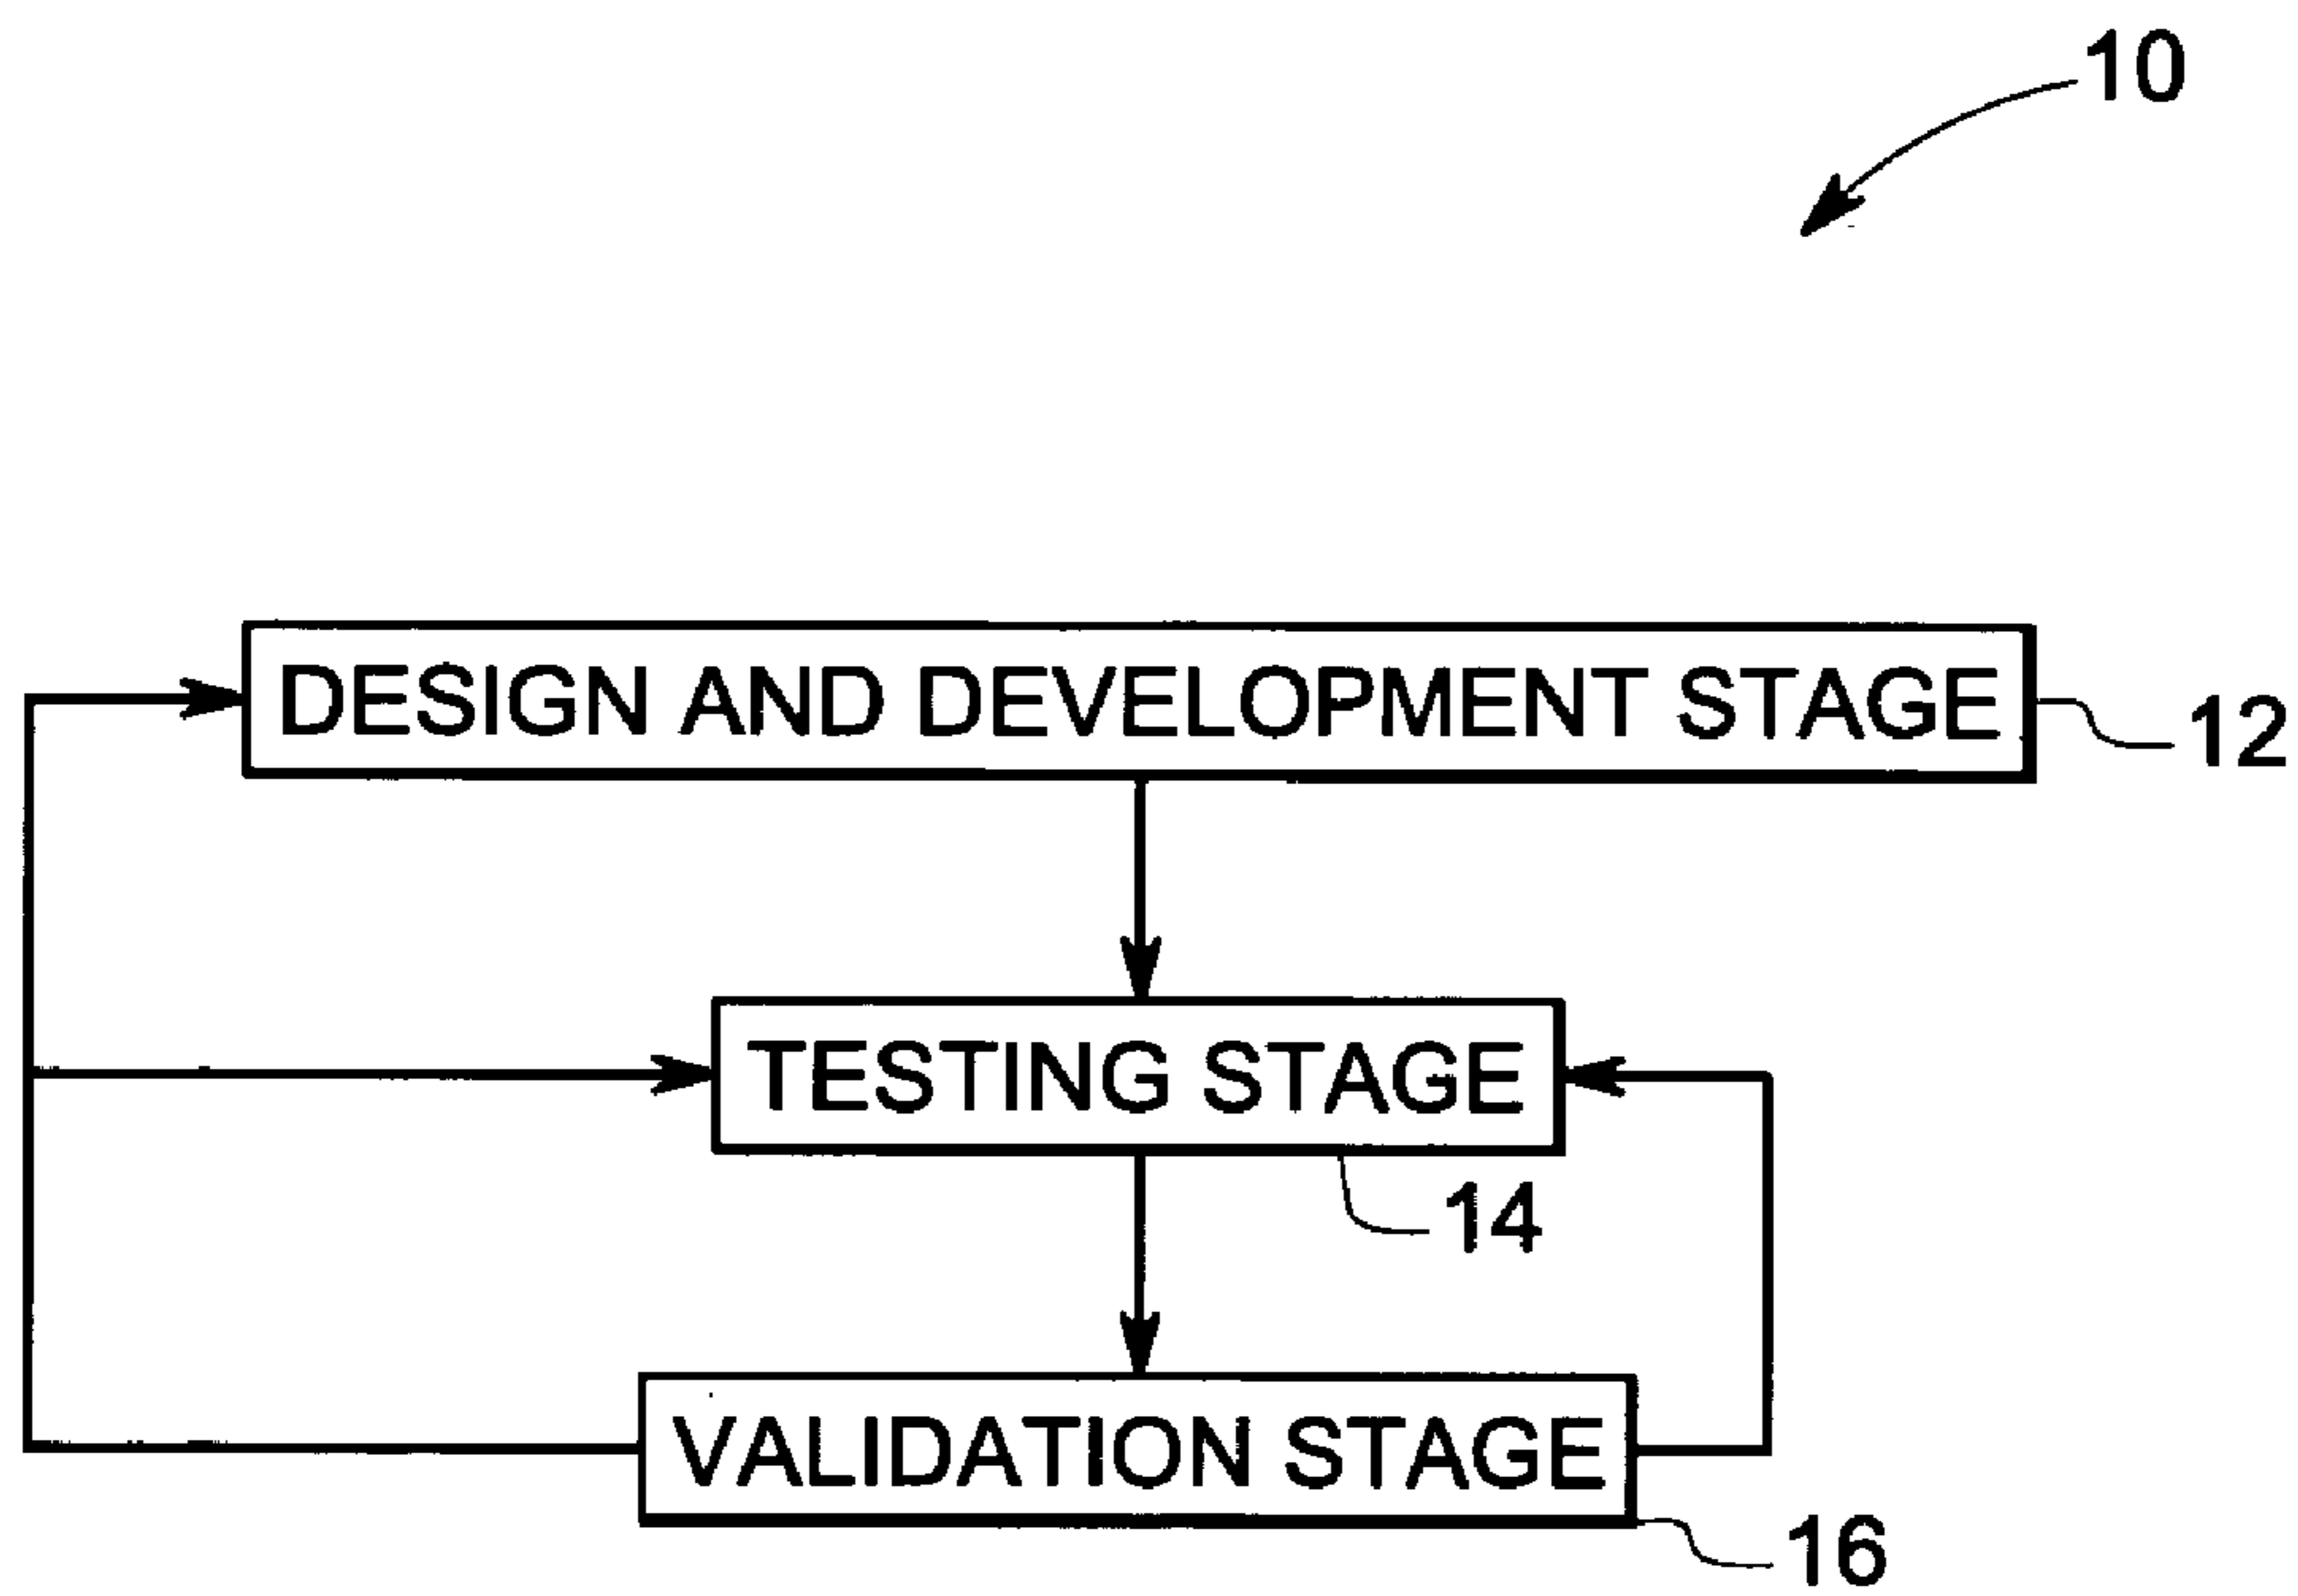 10
DESIGN AND DEVELOPMENT STAGE
12
TESTING STAGE
14
VALIDATION STAGE
16